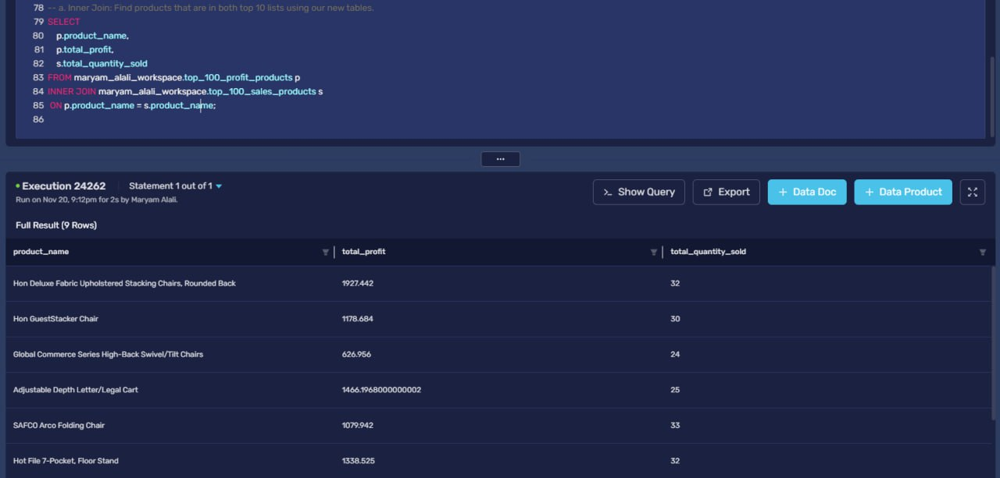 78 -- a. Inner Join: Find products that are in both top 10 lists using our new tables.
79 SELECT
80 p.product_name,
81 p.total_profit,
82 s.total_quantity_sold
83 FROM maryam_alali_workspace.top_100_profit_products p
84 INNER JOIN maryam_alali_workspace.top_100_sales_products s
85 ON p.product_name = s.product_name;
86
...
Execution 24262 Statement 1 out of 1 Show Query Export + Data Doc + Data Product
Run on Nov 20, 9:12pm for 2s by Maryam Alali.
Full Result (9 Rows)
product_name total_profit total_quantity_sold
Hon Deluxe Fabric Upholstered Stacking Chairs, Rounded Back 1927.442 32
Hon GuestStacker Chair 1178.684 30
Global Commerce Series High-Back Swivel/Tilt Chairs 626.956 24
Adjustable Depth Letter/Legal Cart 1466.1968000000002 25
SAFCO Arco Folding Chair 1079.942 33
Hot File 7-Pocket, Floor Stand 1338.525 32